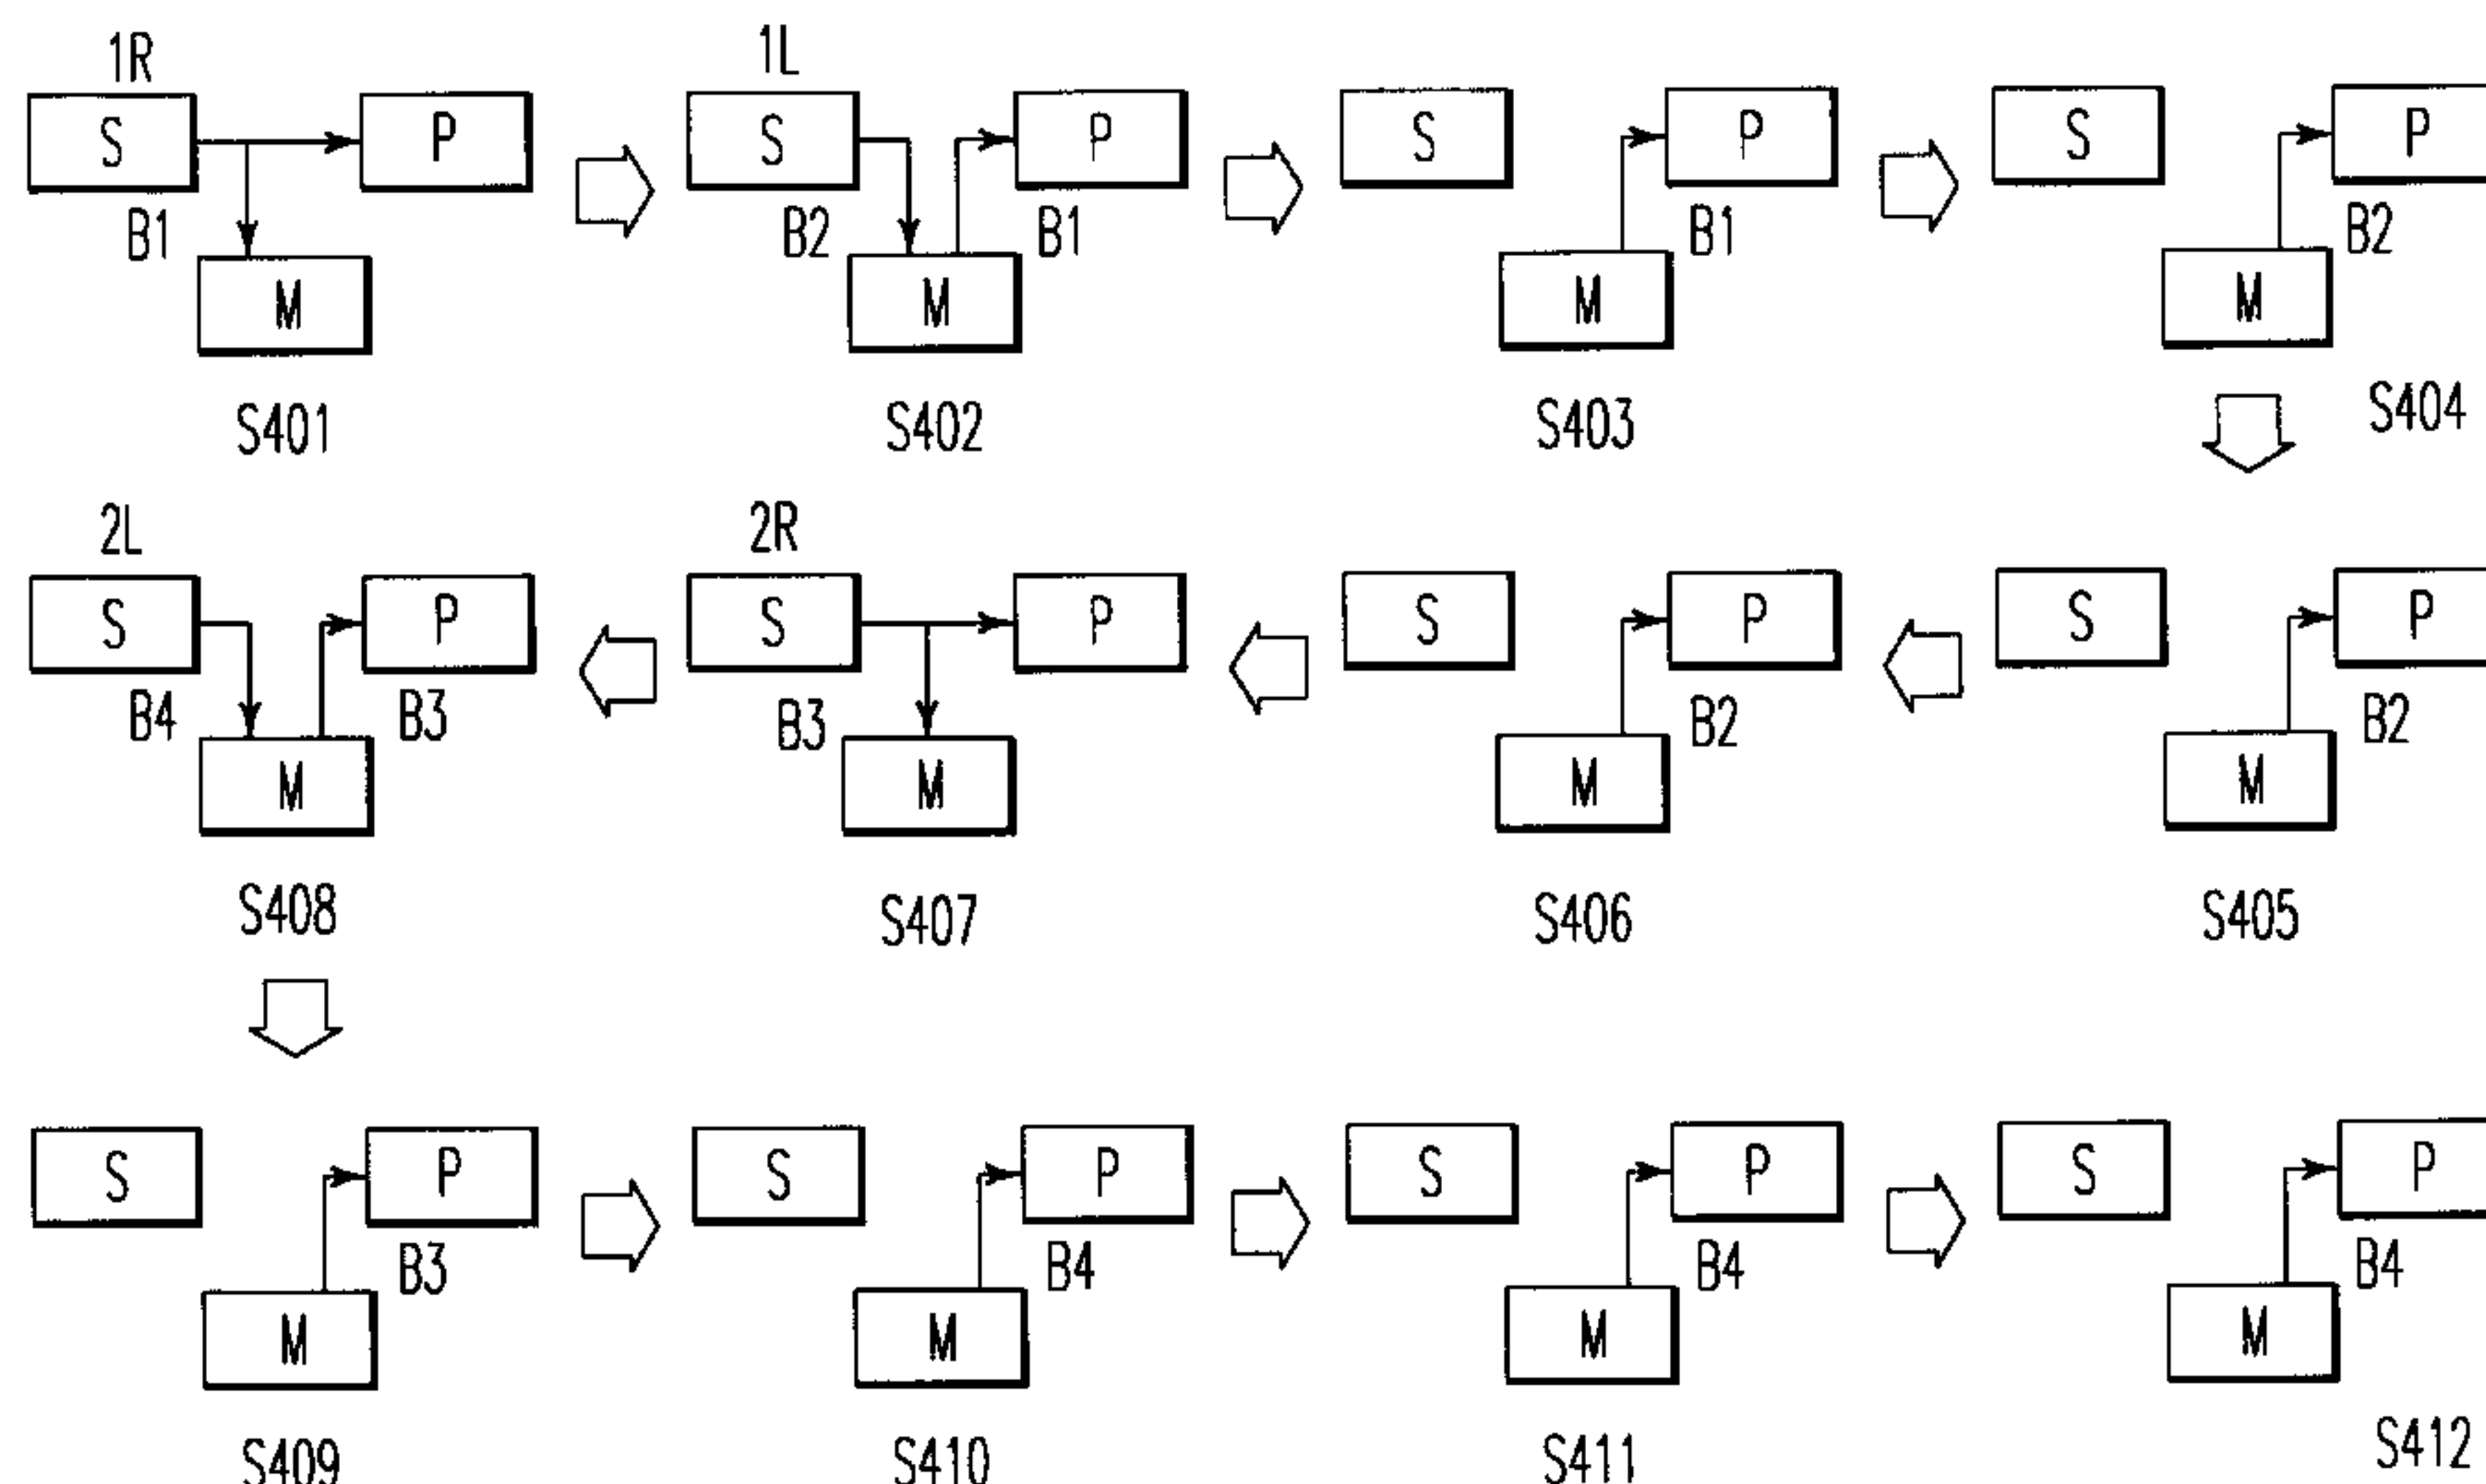 1R 1L
S P S P S P S P
B1 B2 B1 B1 B2
M M M M
S401 S402 S403 S404
2L 2R
S P S P S P S P
B4 B3 B3 B2 B2
M M M M
S408 S407 S406 S405
S P S P S P S P
B3 B4 B4 B4
M M M M
S409 S410 S411 S412